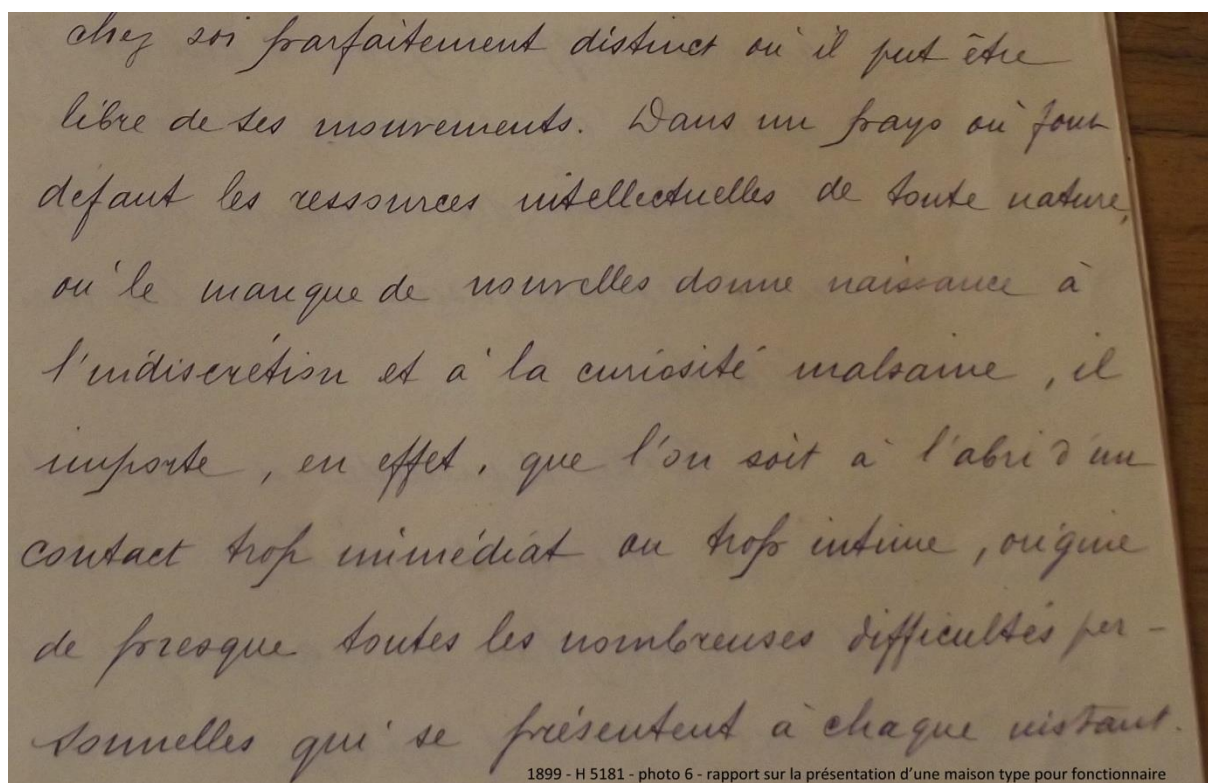 chez soi parfaitement distinct où il put être
libre de ses mouvements. Dans un pays où font
défaut les ressources intellectuelles de toute nature,
où le manque de nouvelles donne naissance à
l'indiscrétion et à la curiosité malsaine, il
importe, en effet, que l'on soit à l'abri d'un
contact trop immédiat ou trop intime, origine
de presque toutes les nombreuses difficultés per-
sonnelles qui se présentent à chaque instant.
1899 - H 5181 - photo 6 - rapport sur la présentation d'une maison type pour fonctionnaire